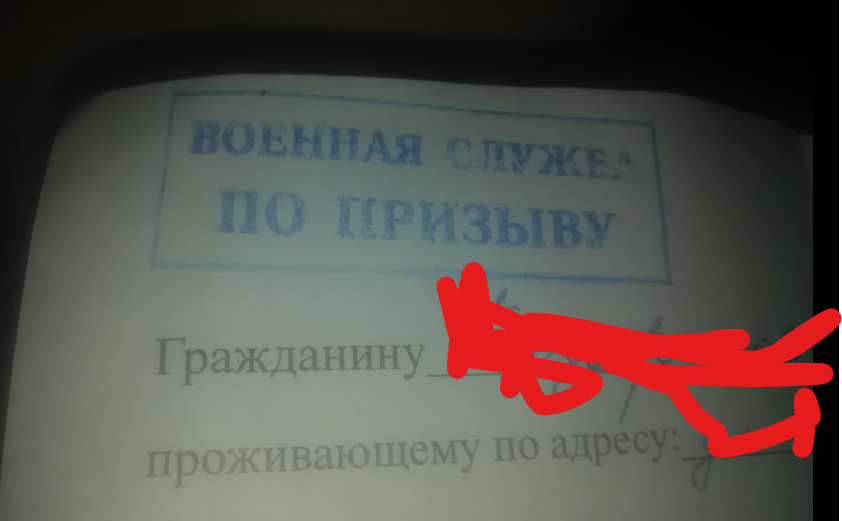 ВОЕННАЯ СЛУЖБА
ПО ПРИЗЫВУ
Гражданину
проживающему по адресу: